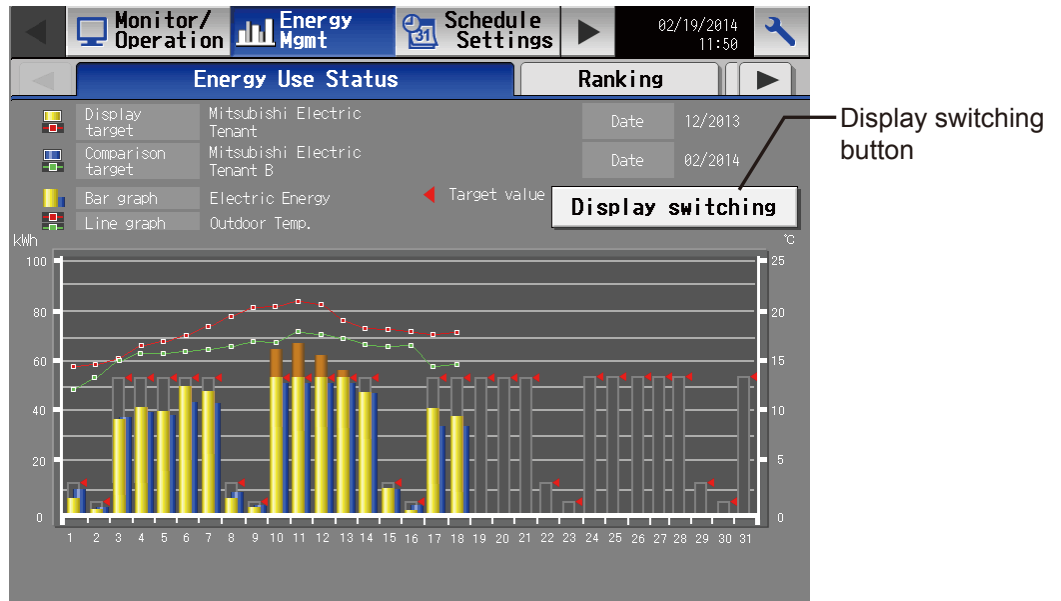 Monitor/
Operation
Energy
Mgmt
31
Schedule
Settings
02/19/2014
11:50
Energy Use Status
Ranking
Display
target
Mitsubishi Electric
Tenant
Date
12/2013
Comparison
target
Mitsubishi Electric
Tenant B
Date
02/2014
Bar graph
Electric Energy
Target value
Line graph
Outdoor Temp.
Display switching
Display switching
button
kWh
℃
100
80
60
40
20
0
25
20
15
10
5
0
1 2 3 4 5 6 7 8 9 10 11 12 13 14 15 16 17 18 19 20 21 22 23 24 25 26 27 28 29 30 31